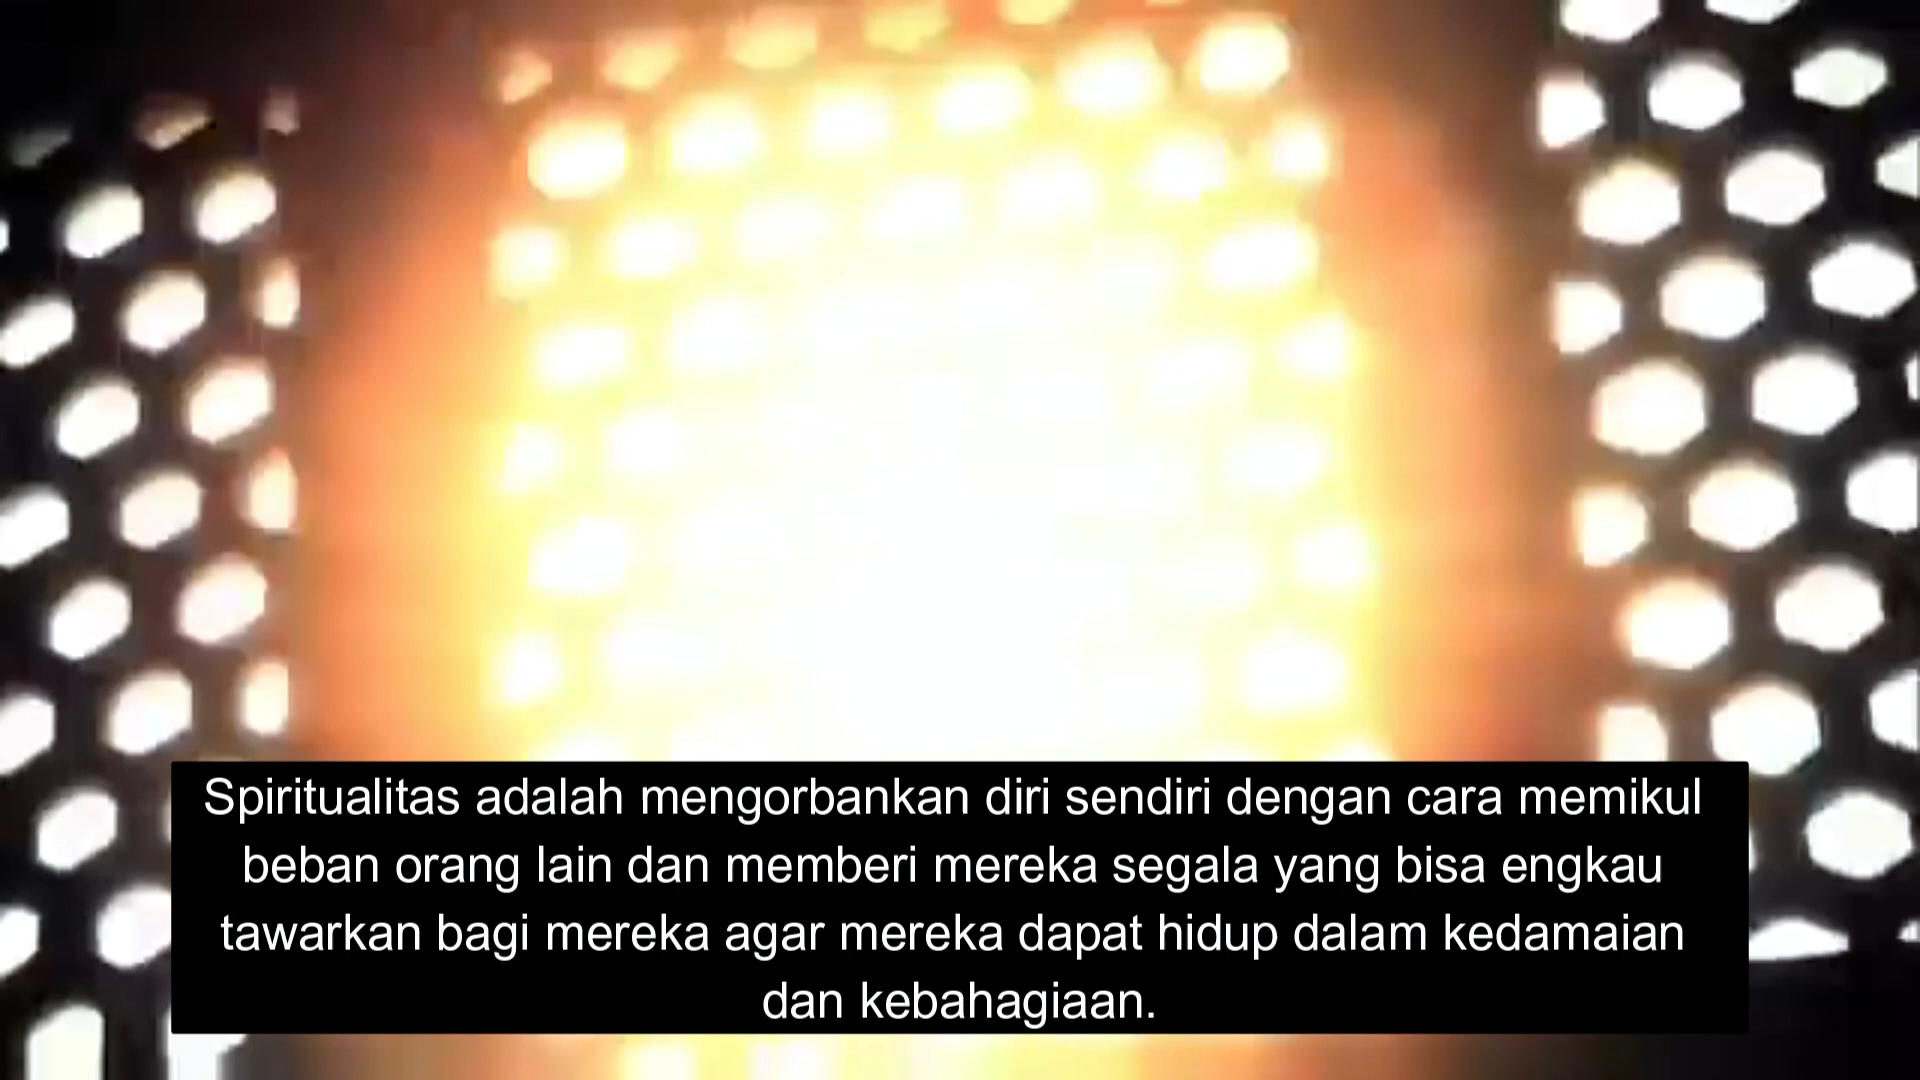 Spiritualitas adalah mengorbankan diri sendiri dengan cara memikul
beban orang lain dan memberi mereka segala yang bisa engkau
tawarkan bagi mereka agar mereka dapat hidup dalam kedamaian
dan kebahagiaan.